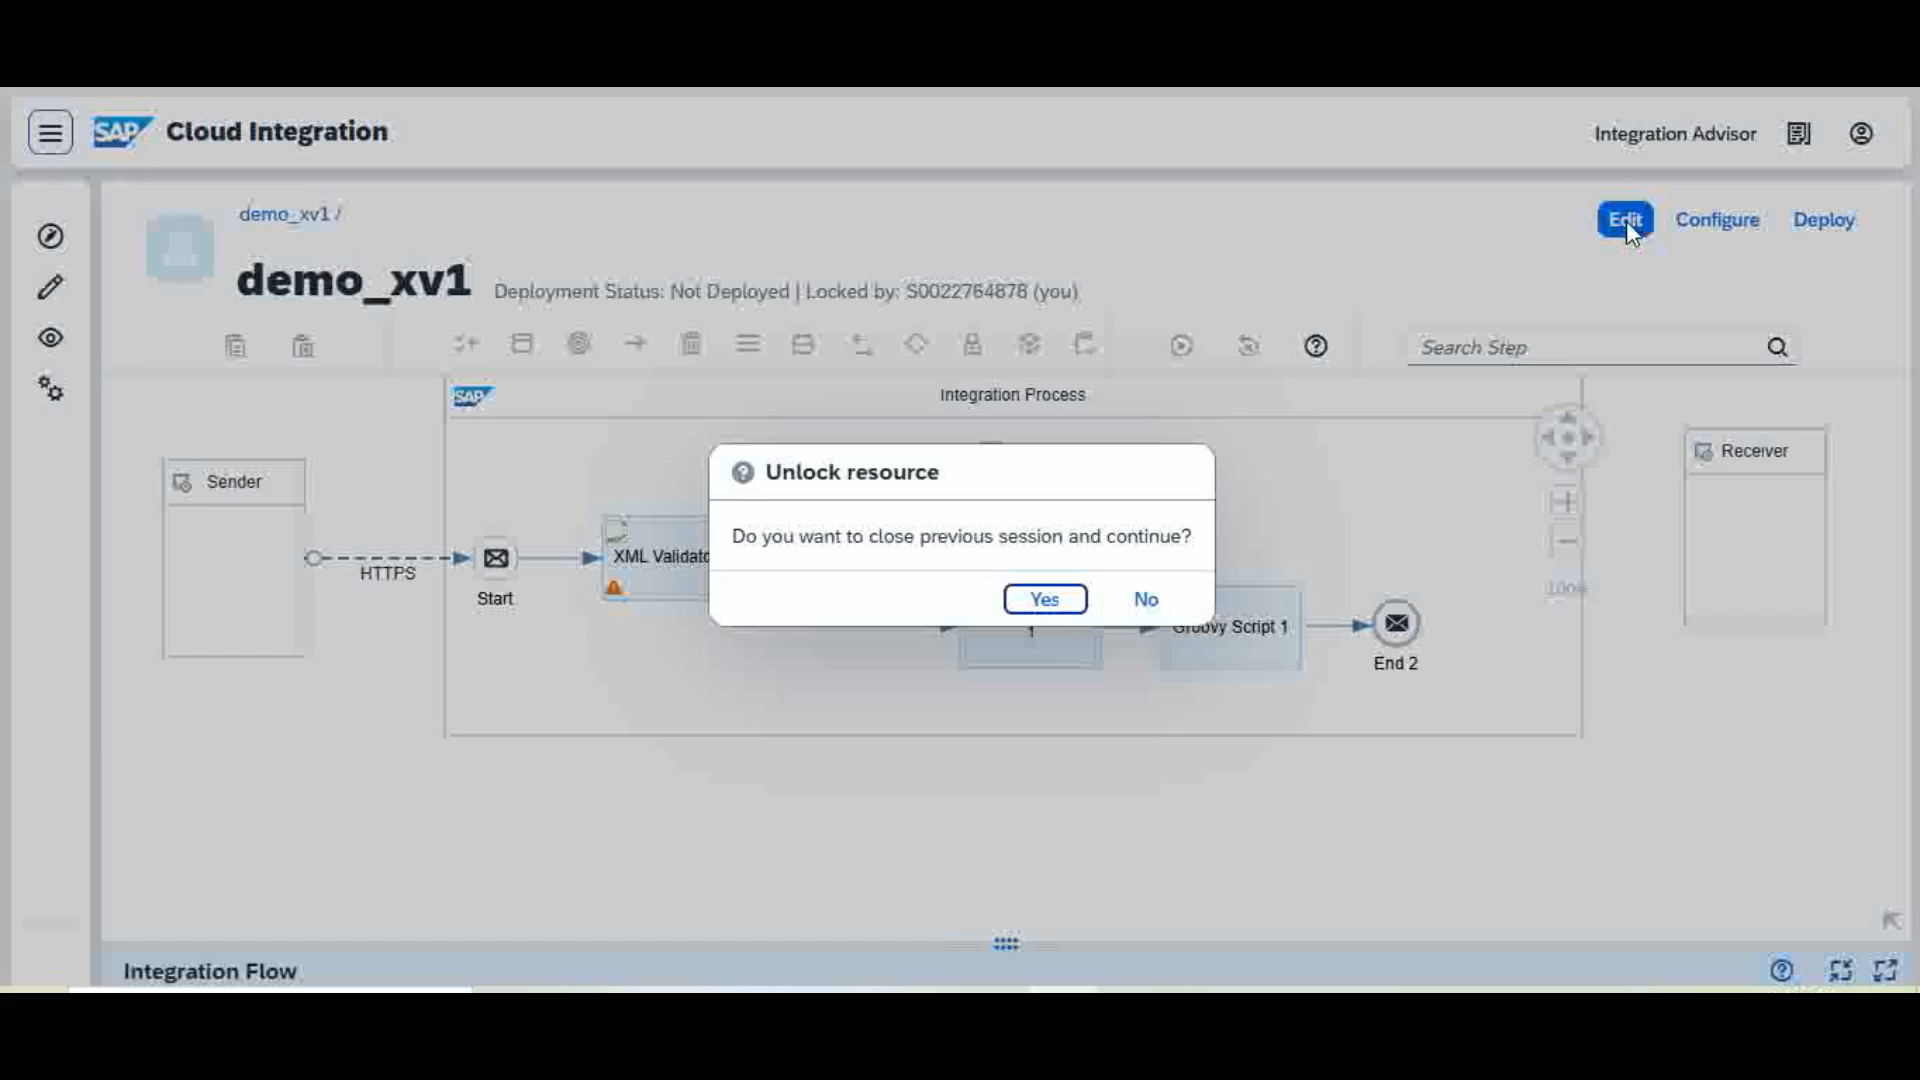 SAP Cloud Integration
Integration Advisor
demo_xv1 /
Edit Configure Deploy
demo_xv1 Deployment Status: Not Deployed | Locked by: S0022764878 (you)
Search Step
SAP Integration Process
Sender
Receiver
Unlock resource
Do you want to close previous session and continue?
Yes No
XML Validato
HTTPS
Start
1
Groovy Script 1
End 2
Integration Flow